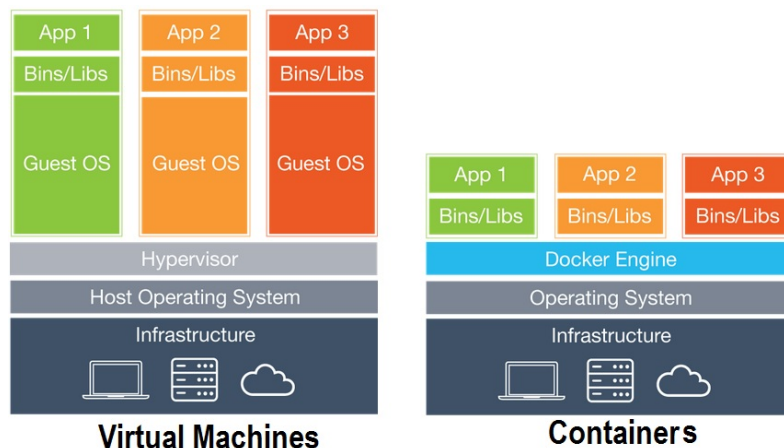 App 1
App 2
App 3
Bins/Libs
Bins/Libs
Bins/Libs
Guest OS
Guest OS
Guest OS
Hypervisor
Host Operating System
Infrastructure
Virtual Machines
App 1
App 2
App 3
Bins/Libs
Bins/Libs
Bins/Libs
Docker Engine
Operating System
Infrastructure
Containers